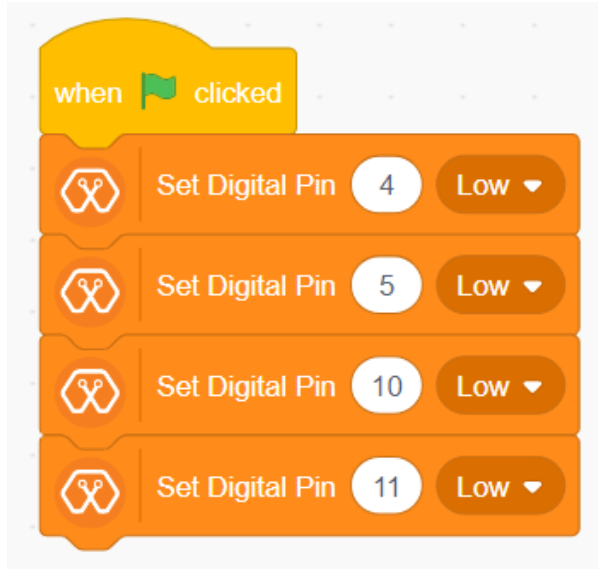 when clicked
Set Digital Pin 4 Low
Set Digital Pin 5 Low
Set Digital Pin 10 Low
Set Digital Pin 11 Low